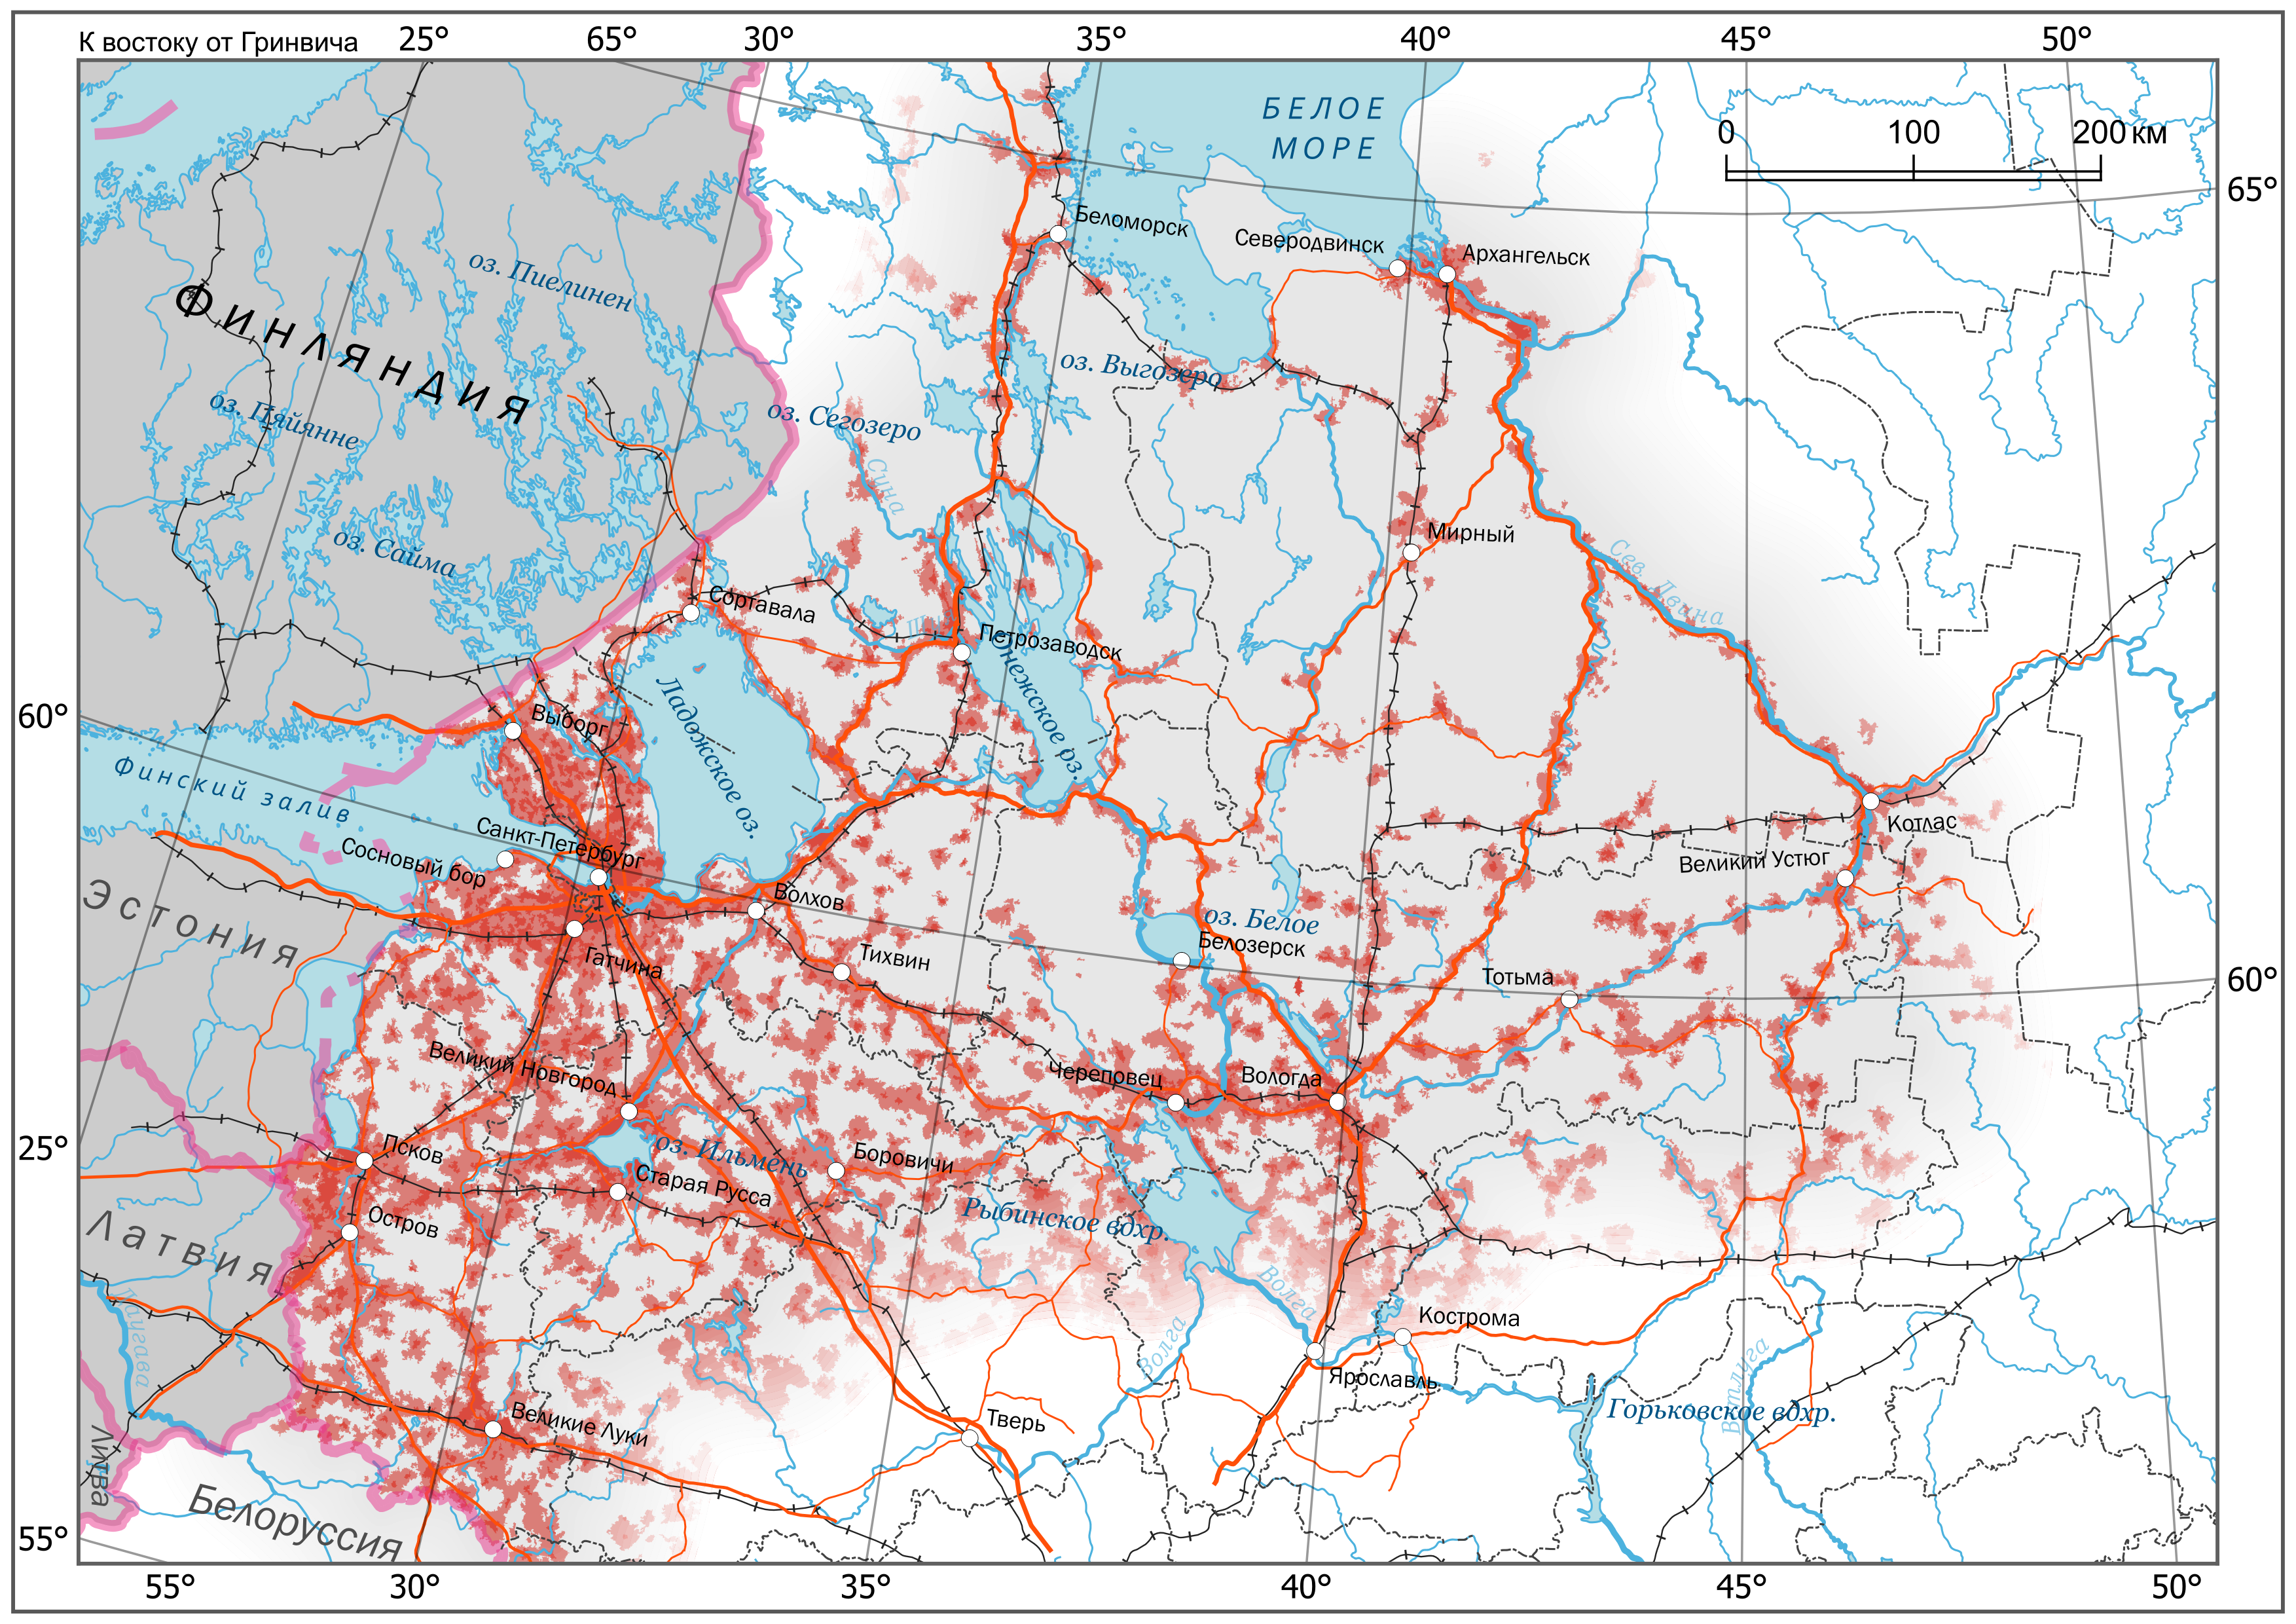 К востоку от Гринвича 25° 65° 30° 35° 40° 45° 50°
БЕЛОЕ
МОРЕ
0 100 200 км
65°
Беломорск
Северодвинск
Архангельск
оз. Пиелинен
ФИНЛЯНДИЯ
оз. Выгозеро
оз. Пяйянне
оз. Сегозеро
Суна
оз. Сайма
Мирный
Сев. Двина
Сортавала
Петрозаводск
Онежское оз.
Ладожское оз.
60°
Выборг
Финский залив
Санкт-Петербург
Сосновый бор
Котлас
Великий Устюг
Эстония
Волхов
оз. Белое
Белозерск
Гатчина
Тихвин
Тотьма
60°
Великий Новгород
Череповец
Вологда
25°
Псков
оз. Ильмень
Боровичи
Старая Русса
Остров
Рыбинское вдхр.
Латвия
Волга
Даугава
Кострома
Волга
Ветлуга
Ярославль
Горьковское вдхр.
Великие Луки
Тверь
Литва
Белоруссия
55°
55° 30° 35° 40° 45° 50°